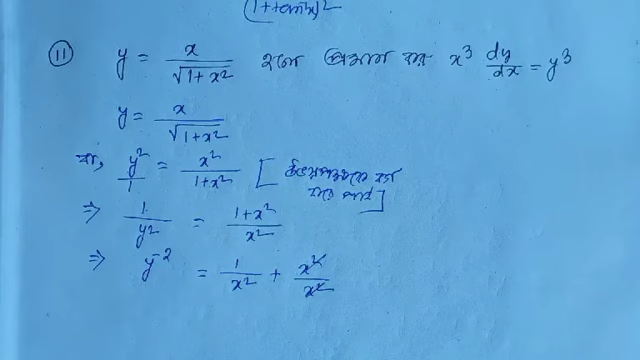 (1+tan²x)²
(11) y = x/√(1+x²) হলে প্রমাণ কর x³ dy/dx = y³
y = x/√(1+x²)
বা, y²/1 = x²/(1+x²) [উভয়পক্ষকে বর্গ
করে পাই]
⇒ 1/y² = (1+x²)/x²
⇒ y⁻² = 1/x² + x²/x²